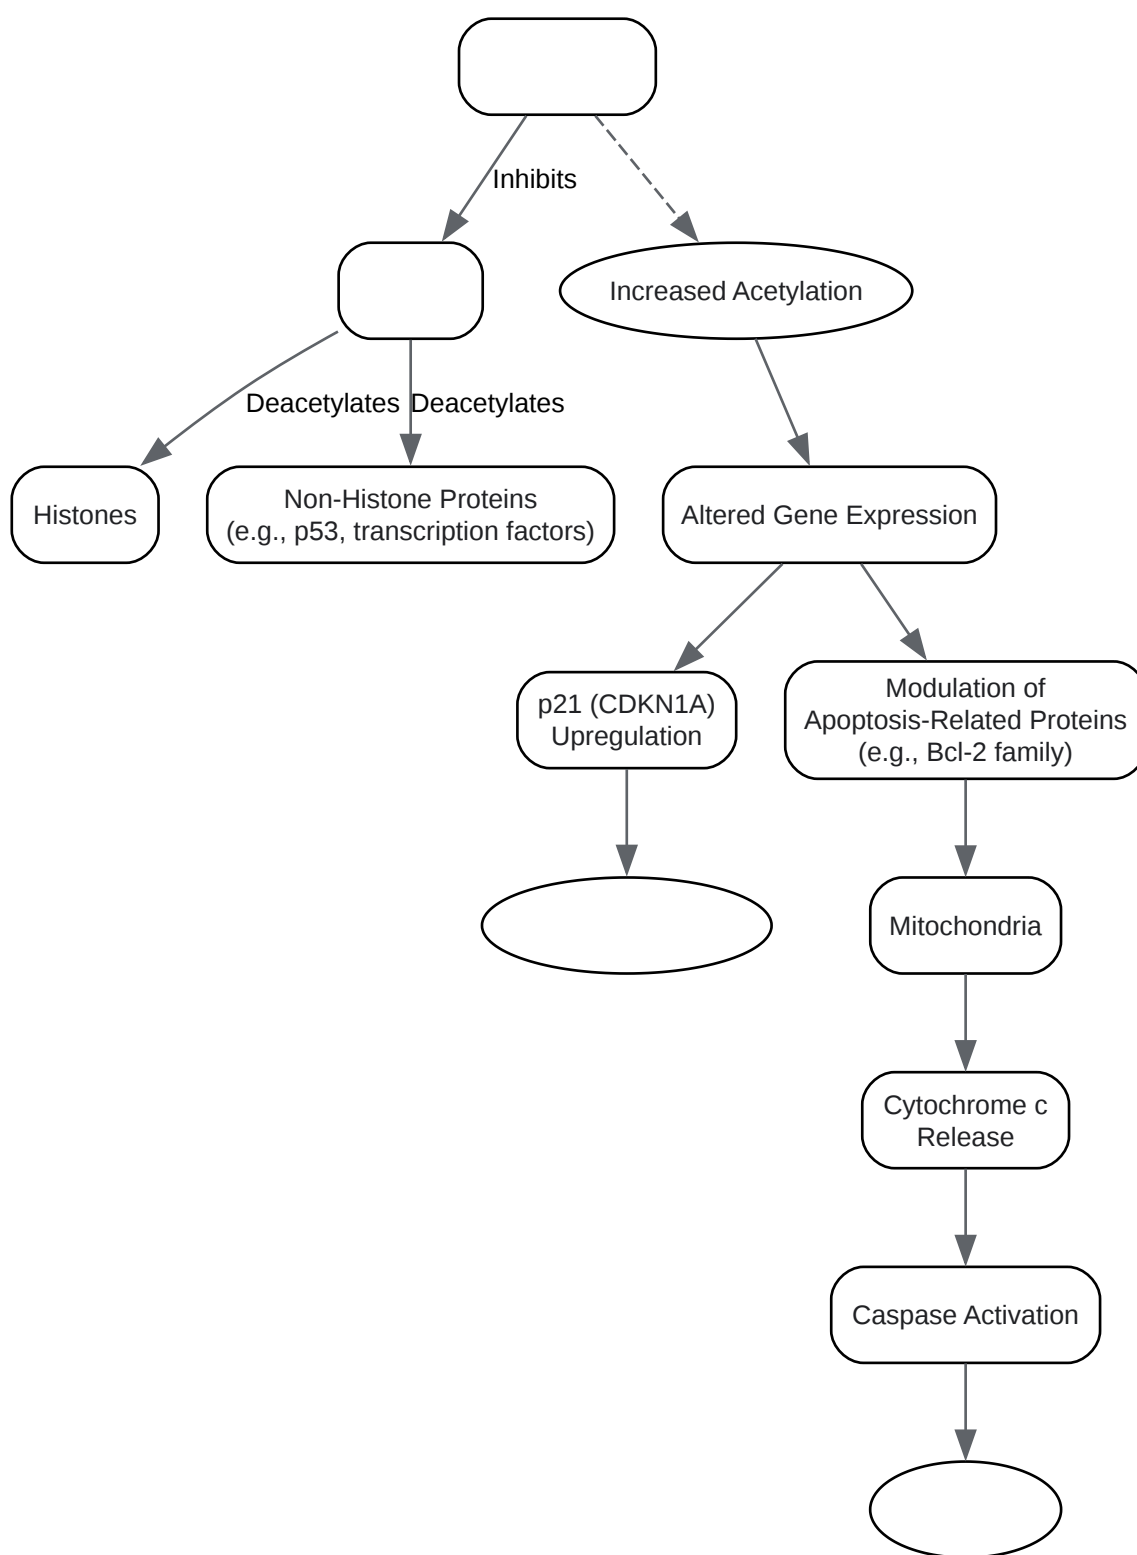 Inhibits
Increased Acetylation
Deacetylates
Deacetylates
Histones
Non-Histone Proteins
(e.g., p53, transcription factors)
Altered Gene Expression
p21 (CDKN1A)
Upregulation
Modulation of
Apoptosis-Related Proteins
(e.g., Bcl-2 family)
Mitochondria
Cytochrome c
Release
Caspase Activation